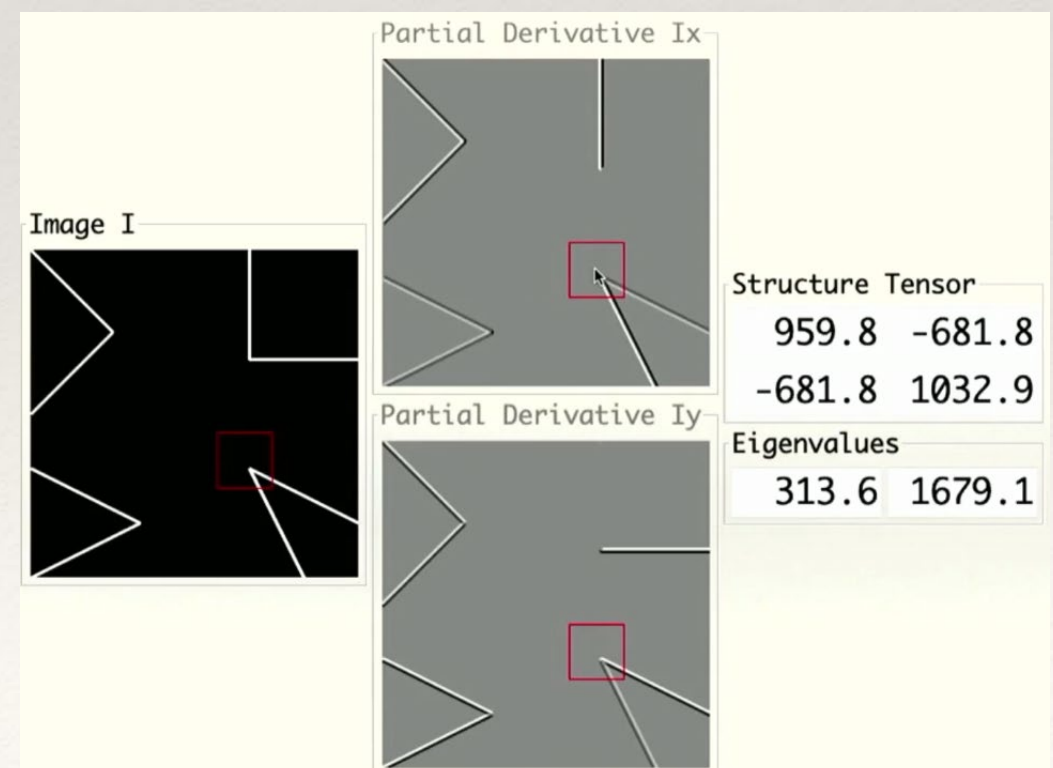 Partial Derivative Ix
Image I
Structure Tensor
959.8 -681.8
-681.8 1032.9
Partial Derivative Iy
Eigenvalues
313.6 1679.1